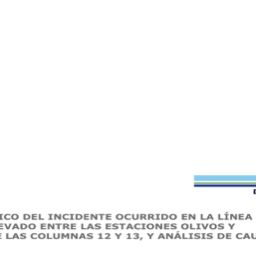 ICO DEL INCIDENTE OCURRIDO EN LA LÍNEA
EVADO ENTRE LAS ESTACIONES OLIVOS Y
E LAS COLUMNAS 12 Y 13, Y ANÁLISIS DE CAU